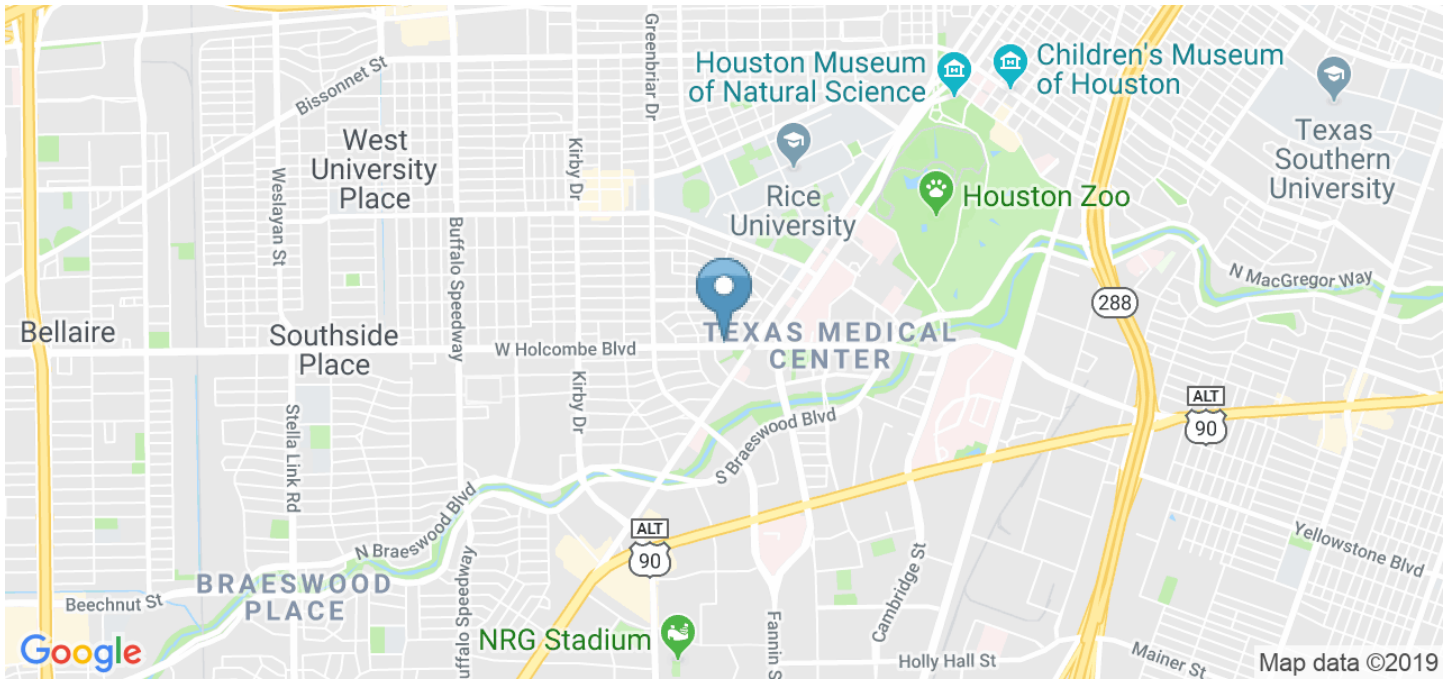 Greenbriar Dr
Houston Museum
of Natural Science
Children's Museum
of Houston
Bissonnet St
West
University
Place
Kirby Dr
Texas
Southern
University
Weslayan St
Rice
University
Houston Zoo
Buffalo Speedway
N MacGregor Way
288
Bellaire
Southside
Place
W Holcombe Blvd
TEXAS MEDICAL
CENTER
Kirby Dr
ALT
90
Stella Link Rd
S Braeswood Blvd
N Braeswood Blvd
ALT
90
Yellowstone Blvd
BRAESWOOD
PLACE
Beechnut St
uffalo Speedway
Cambridge St
Fannin S
NRG Stadium
Holly Hall St
Mainer St
Google
Map data ©2019